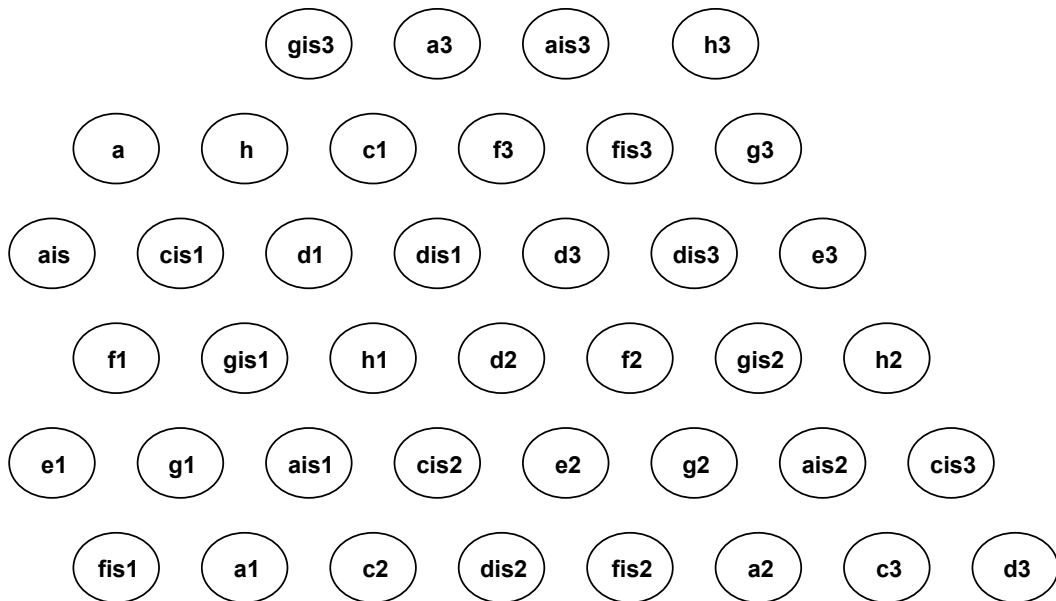 gis3 a3 ais3 h3
a h c1 f3 fis3 g3
ais cis1 d1 dis1 d3 dis3 e3
f1 gis1 h1 d2 f2 gis2 h2
e1 g1 ais1 cis2 e2 g2 ais2 cis3
fis1 a1 c2 dis2 fis2 a2 c3 d3